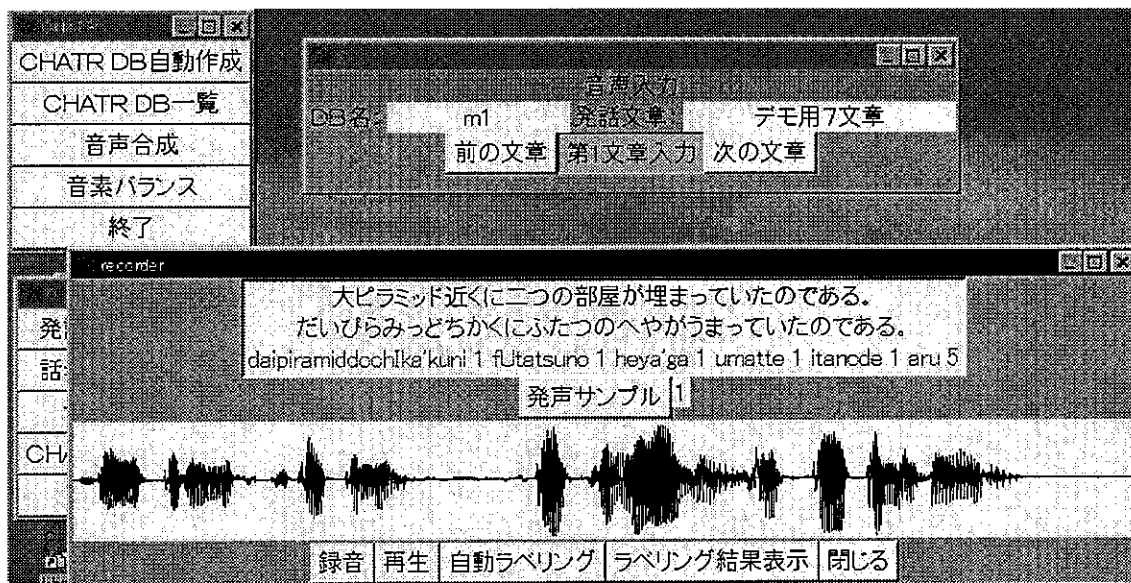 CHATR DB自動作成
CHATR DB一覧
音声合成
音素バランス
終了
音声入力
DB名: m1 発話文章 デモ用7文章
前の文章 第1文章入力 次の文章
recorder
大ピラミッド近くに二つの部屋が埋まっていたのである。
だいぴらみっどちかくにふたつのへやがうまっていたのである。
daipiramiddochIka'kuni 1 fUtatsuno 1 heya'ga 1 umatte 1 itanode 1 aru 5
発声サンプル 1
発
話
CHA
録音 再生 自動ラベリング ラベリング結果表示 閉じる